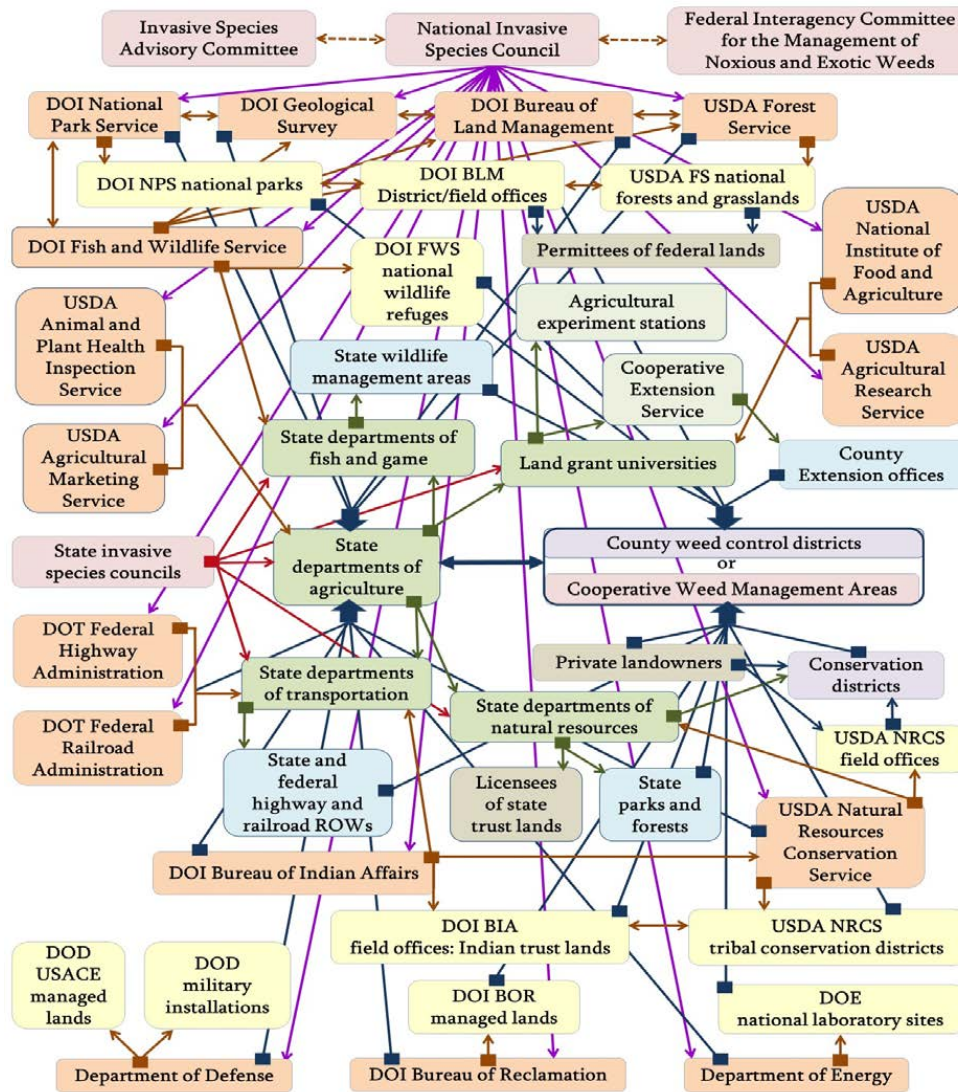 Invasive Species
Advisory Committee
National Invasive
Species Council
Federal Interagency Committee
for the Management of
Noxious and Exotic Weeds
DOI National
Park Service
DOI Geological
Survey
DOI Bureau of
Land Management
USDA Forest
Service
DOI NPS national parks
DOI BLM
District/field offices
USDA FS national
forests and grasslands
DOI Fish and Wildlife Service
DOI FWS
national
wildlife
refuges
Permittees of federal lands
USDA
National
Institute of
Food and
Agriculture
USDA
Animal and
Plant Health
Inspection
Service
Agricultural
experiment stations
State wildlife
management areas
Cooperative
Extension
Service
USDA
Agricultural
Research
Service
USDA
Agricultural
Marketing
Service
State departments of
fish and game
Land grant universities
County
Extension offices
State invasive
species councils
State
departments of
agriculture
County weed control districts
or
Cooperative Weed Management Areas
DOT Federal
Highway
Administration
State departments
of transportation
Private landowners
Conservation
districts
State departments of
natural resources
DOT Federal
Railroad
Administration
USDA NRCS
field offices
State and
federal
highway and
railroad ROWs
Licensees
of state
trust lands
State
parks and
forests
USDA Natural
Resources
Conservation
Service
DOI Bureau of Indian Affairs
DOI BIA
field offices: Indian trust lands
USDA NRCS
tribal conservation districts
DOD
USACE
managed
lands
DOD
military
installations
DOI BOR
managed lands
DOE
national laboratory sites
Department of Defense
DOI Bureau of Reclamation
Department of Energy